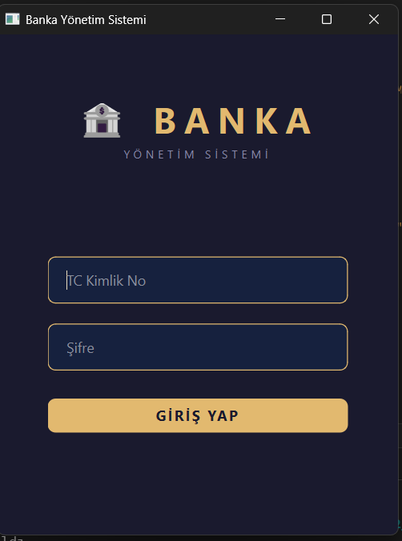 Banka Yönetim Sistemi
BANKA
YÖNETİM SİSTEMİ
TC Kimlik No
Şifre
GİRİŞ YAP